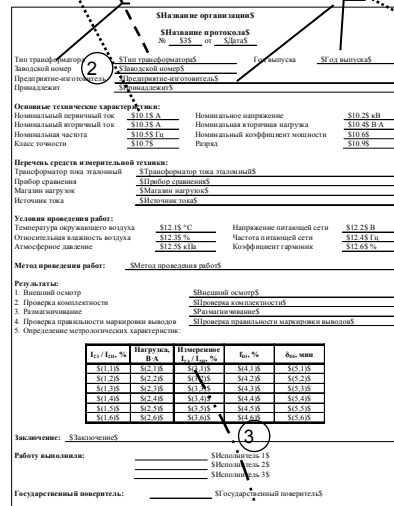 $Название организации$
$Название протокола$
№ $3$ от $Дата$
Тип трансформатора $Тип трансформатора$ Год выпуска $Год выпуска$
Заводской номер $Заводской номер$
Предприятие-изготовитель $Предприятие-изготовитель$
Принадлежит $Принадлежит$
2
Основные технические характеристики:
Номинальный первичный ток $10.1$ А Номинальное напряжение $10.2$ кВ
Номинальный вторичный ток $10.3$ А Номинальная вторичная нагрузка $10.4$ В·А
Номинальная частота $10.5$ Гц Номинальный коэффициент мощности $10.6$
Класс точности $10.7$ Разряд $10.9$
Перечень средств измерительной техники:
Трансформатор тока эталонный $Трансформатор тока эталонный$
Прибор сравнения $Прибор сравнения$
Магазин нагрузок $Магазин нагрузок$
Источник тока $Источник тока$
Условия проведения работ:
Температура окружающего воздуха $12.1$ °С Напряжение питающей сети $12.2$ В
Относительная влажность воздуха $12.3$ % Частота питающей сети $12.4$ Гц
Атмосферное давление $12.5$ кПа Коэффициент гармоник $12.6$ %
Метод проведения работ: $Метод проведения работ$
Результаты:
1. Внешний осмотр $Внешний осмотр$
2. Проверка комплектности $Проверка комплектности$
3. Размагничивание $Размагничивание$
4. Проверка правильности маркировки выводов $Проверка правильности маркировки выводов$
5. Определение метрологических характеристик:
Нагрузка, В·А Измеренное
$(1,1)$ $(2,1)$ $(3,1)$ $(4,1)$ $(5,1)$
$(1,2)$ $(2,2)$ $(3,2)$ $(4,2)$ $(5,2)$
$(1,3)$ $(2,3)$ $(3,3)$ $(4,3)$ $(5,3)$
$(1,4)$ $(2,4)$ $(3,4)$ $(4,4)$ $(5,4)$
$(1,5)$ $(2,5)$ $(3,5)$ $(4,5)$ $(5,5)$
$(1,6)$ $(2,6)$ $(3,6)$ $(4,6)$ $(5,6)$
3
Заключение: $Заключение$
Работу выполнили: $Исполнитель 1$
$Исполнитель 2$
$Исполнитель 3$
Государственный поверитель: $Государственный поверитель$